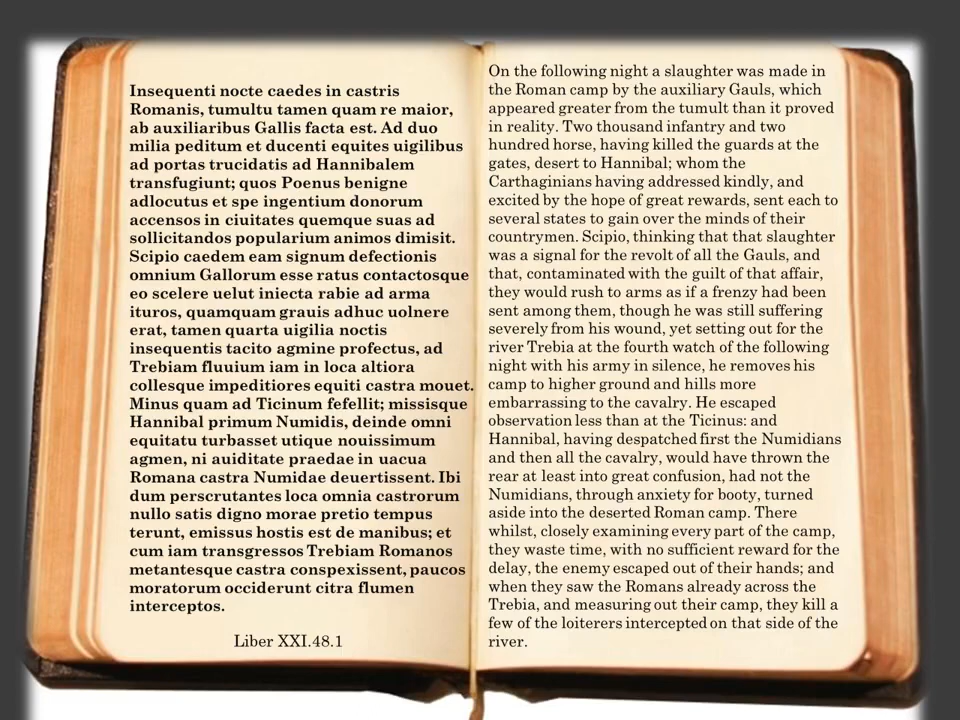 Insequenti nocte caedes in castris
Romanis, tumultu tamen quam re maior,
ab auxiliaribus Gallis facta est. Ad duo
milia peditum et ducenti equites uigilibus
ad portas trucidatis ad Hannibalem
transfugiunt; quos Poenus benigne
adlocutus et spe ingentium donorum
accensos in ciuitates quemque suas ad
sollicitandos popularium animos dimisit.
Scipio caedem eam signum defectionis
omnium Gallorum esse ratus contactosque
eo scelere uelut iniecta rabie ad arma
ituros, quamquam grauis adhuc uolnere
erat, tamen quarta uigilia noctis
insequentis tacito agmine profectus, ad
Trebiam fluuium iam in loca altiora
collesque impeditiores equiti castra mouet.
Minus quam ad Ticinum fefellit; missisque
Hannibal primum Numidis, deinde omni
equitatu turbasset utique nouissimum
agmen, ni auiditate praedae in uacua
Romana castra Numidae deuertissent. Ibi
dum perscrutantes loca omnia castrorum
nullo satis digno morae pretio tempus
terunt, emissus hostis est de manibus; et
cum iam transgressos Trebiam Romanos
metantesque castra conspexissent, paucos
moratorum occiderunt citra flumen
interceptos.
Liber XXI.48.1
On the following night a slaughter was made in
the Roman camp by the auxiliary Gauls, which
appeared greater from the tumult than it proved
in reality. Two thousand infantry and two
hundred horse, having killed the guards at the
gates, desert to Hannibal; whom the
Carthaginians having addressed kindly, and
excited by the hope of great rewards, sent each to
several states to gain over the minds of their
countrymen. Scipio, thinking that that slaughter
was a signal for the revolt of all the Gauls, and
that, contaminated with the guilt of that affair,
they would rush to arms as if a frenzy had been
sent among them, though he was still suffering
severely from his wound, yet setting out for the
river Trebia at the fourth watch of the following
night with his army in silence, he removes his
camp to higher ground and hills more
embarrassing to the cavalry. He escaped
observation less than at the Ticinus: and
Hannibal, having despatched first the Numidians
and then all the cavalry, would have thrown the
rear at least into great confusion, had not the
Numidians, through anxiety for booty, turned
aside into the deserted Roman camp. There
whilst, closely examining every part of the camp,
they waste time, with no sufficient reward for the
delay, the enemy escaped out of their hands; and
when they saw the Romans already across the
Trebia, and measuring out their camp, they kill a
few of the loiterers intercepted on that side of the
river.